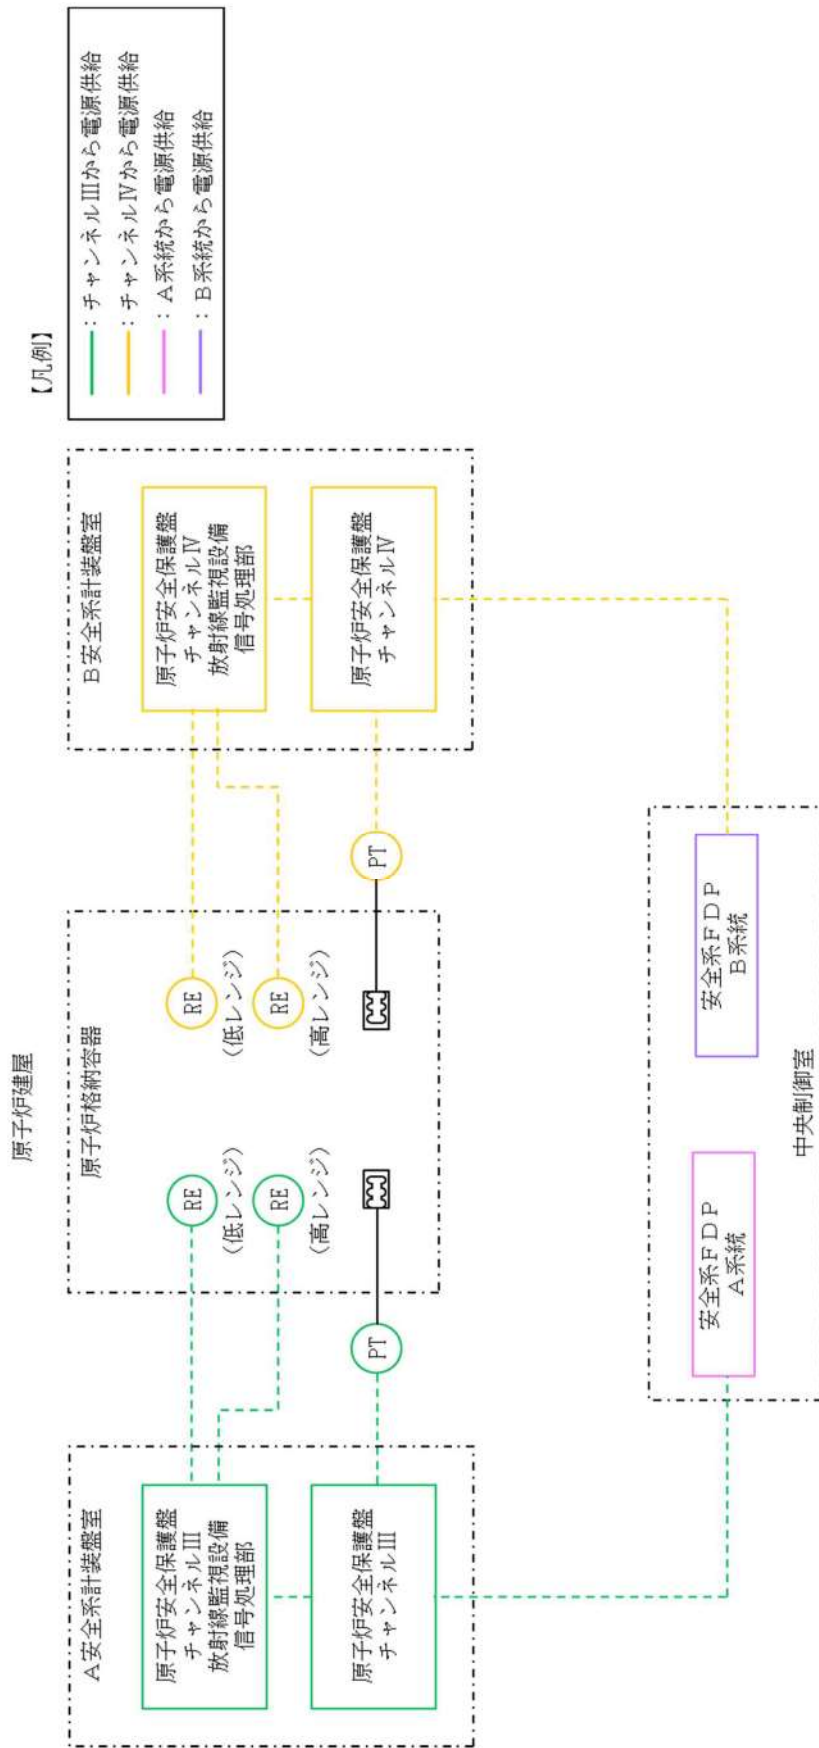 【凡例】
：チャンネルⅢから電源供給
：チャンネルⅣから電源供給
：Ａ系統から電源供給
：Ｂ系統から電源供給
原子炉建屋
Ａ安全系計装盤室
原子炉安全保護盤
チャンネルⅢ
放射線監視設備
信号処理部
原子炉安全保護盤
チャンネルⅢ
原子炉格納容器
RE
(低レンジ)
RE
(高レンジ)
PT
RE
(低レンジ)
RE
(高レンジ)
PT
Ｂ安全系計装盤室
原子炉安全保護盤
チャンネルⅣ
放射線監視設備
信号処理部
原子炉安全保護盤
チャンネルⅣ
安全系ＦＤＰ
Ａ系統
安全系ＦＤＰ
Ｂ系統
中央制御室